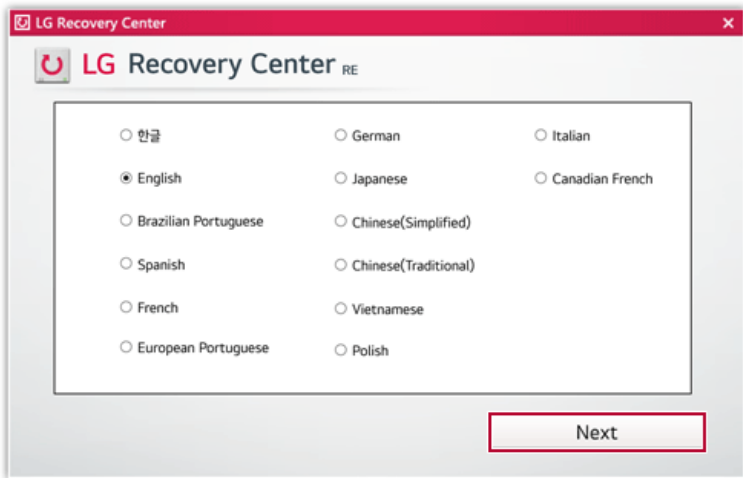 LG Recovery Center
LG Recovery Center RE
한글
German
Italian
English
Japanese
Canadian French
Brazilian Portuguese
Chinese(Simplified)
Spanish
Chinese(Traditional)
French
Vietnamese
European Portuguese
Polish
Next